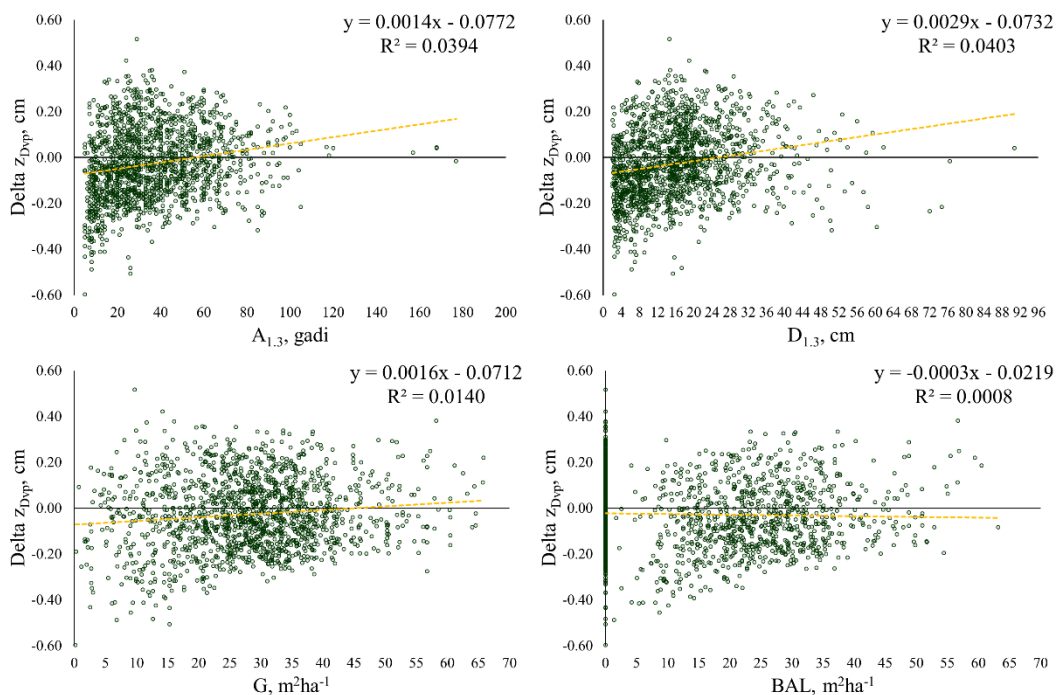 y = 0.0014x - 0.0772
R² = 0.0394
0.60
0.40
0.20
0.00
-0.20
-0.40
-0.60
Delta z_Dvp, cm
0 20 40 60 80 100 120 140 160 180 200
A_1.3, gadi
y = 0.0029x - 0.0732
R² = 0.0403
0.60
0.40
0.20
0.00
-0.20
-0.40
-0.60
Delta z_Dvp, cm
0 4 8 12 16 20 24 28 32 36 40 44 48 52 56 60 64 68 72 76 80 84 88 92 96
D_1.3, cm
y = 0.0016x - 0.0712
R² = 0.0140
0.60
0.40
0.20
0.00
-0.20
-0.40
-0.60
Delta z_Dvp, cm
0 5 10 15 20 25 30 35 40 45 50 55 60 65 70
G, m²ha⁻¹
y = -0.0003x - 0.0219
R² = 0.0008
0.60
0.40
0.20
0.00
-0.20
-0.40
-0.60
Delta z_Dvp, cm
0 5 10 15 20 25 30 35 40 45 50 55 60 65 70
BAL, m²ha⁻¹